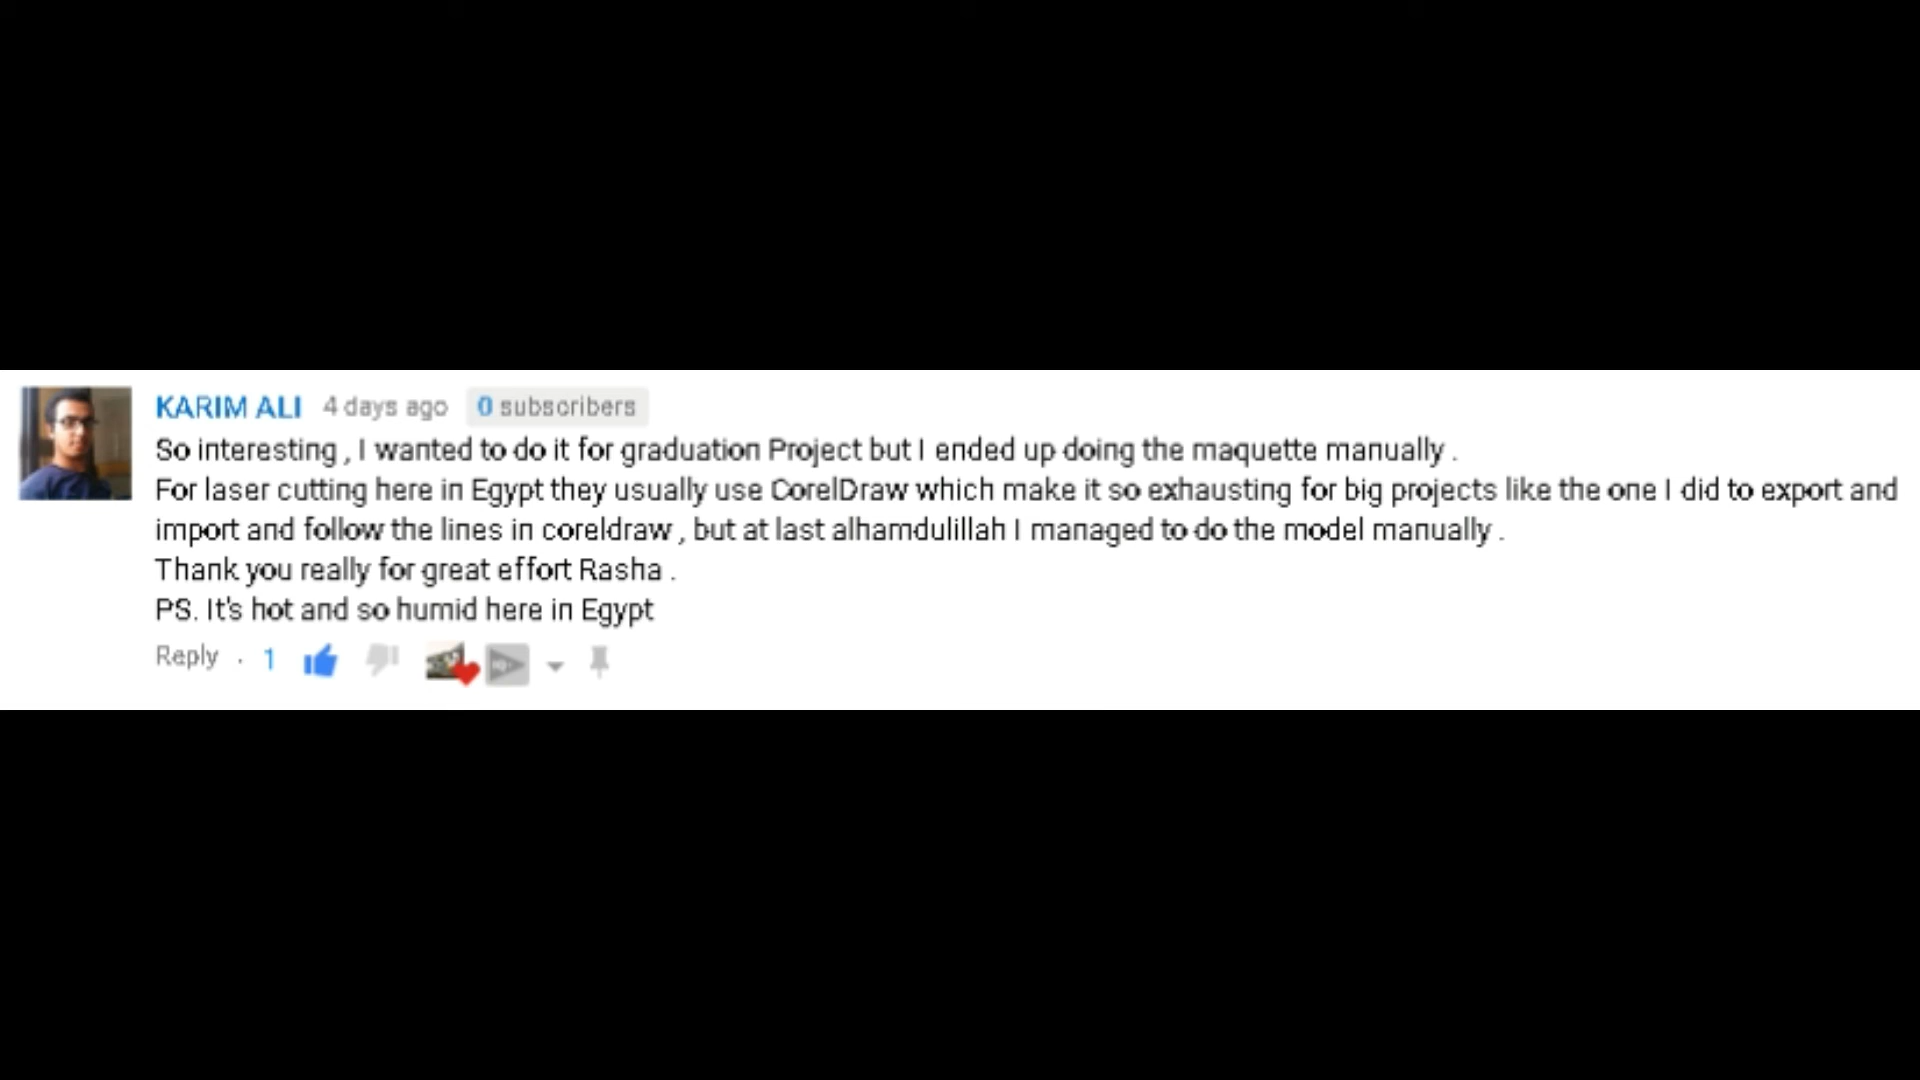 KARIM ALI 4 days ago 0 subscribers
So interesting , I wanted to do it for graduation Project but I ended up doing the maquette manually .
For laser cutting here in Egypt they usually use CorelDraw which make it so exhausting for big projects like the one I did to export and
import and follow the lines in coreldraw , but at last alhamdulillah I managed to do the model manually .
Thank you really for great effort Rasha .
PS. It's hot and so humid here in Egypt
Reply · 1